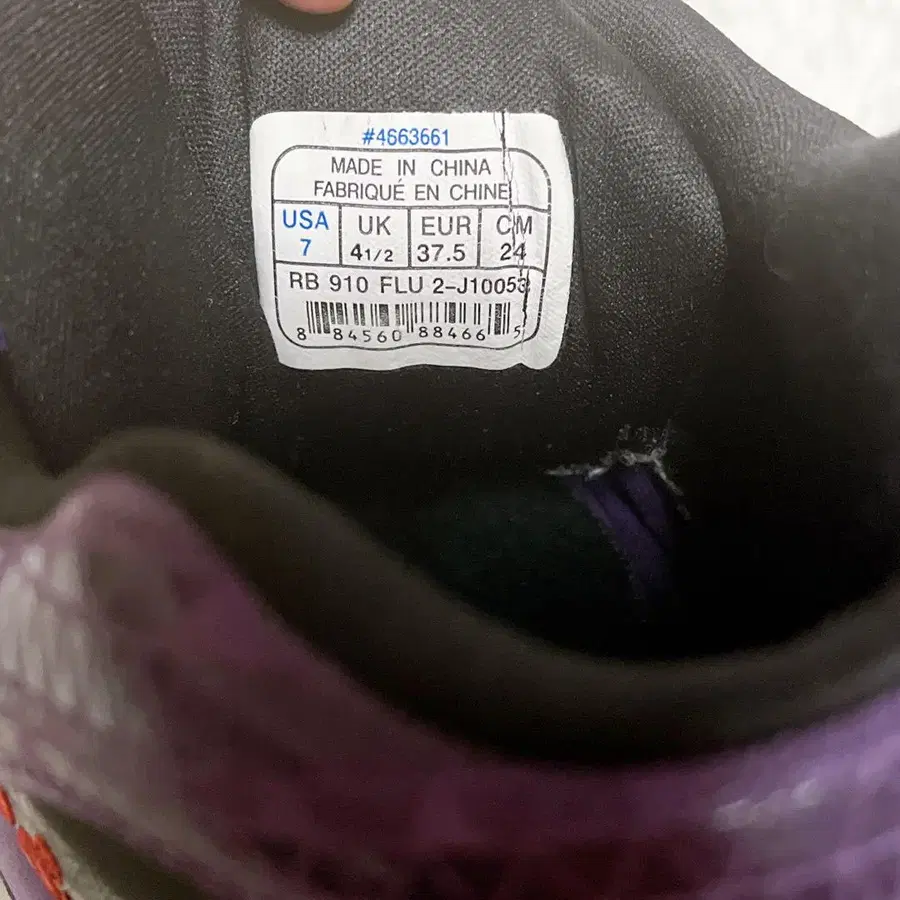 #4663661
MADE IN CHINA
FABRIQUÉ EN CHINE
USA UK EUR CM
7 4 1/2 37.5 24
RB 910 FLU 2-J10053
8 84560 88466 5